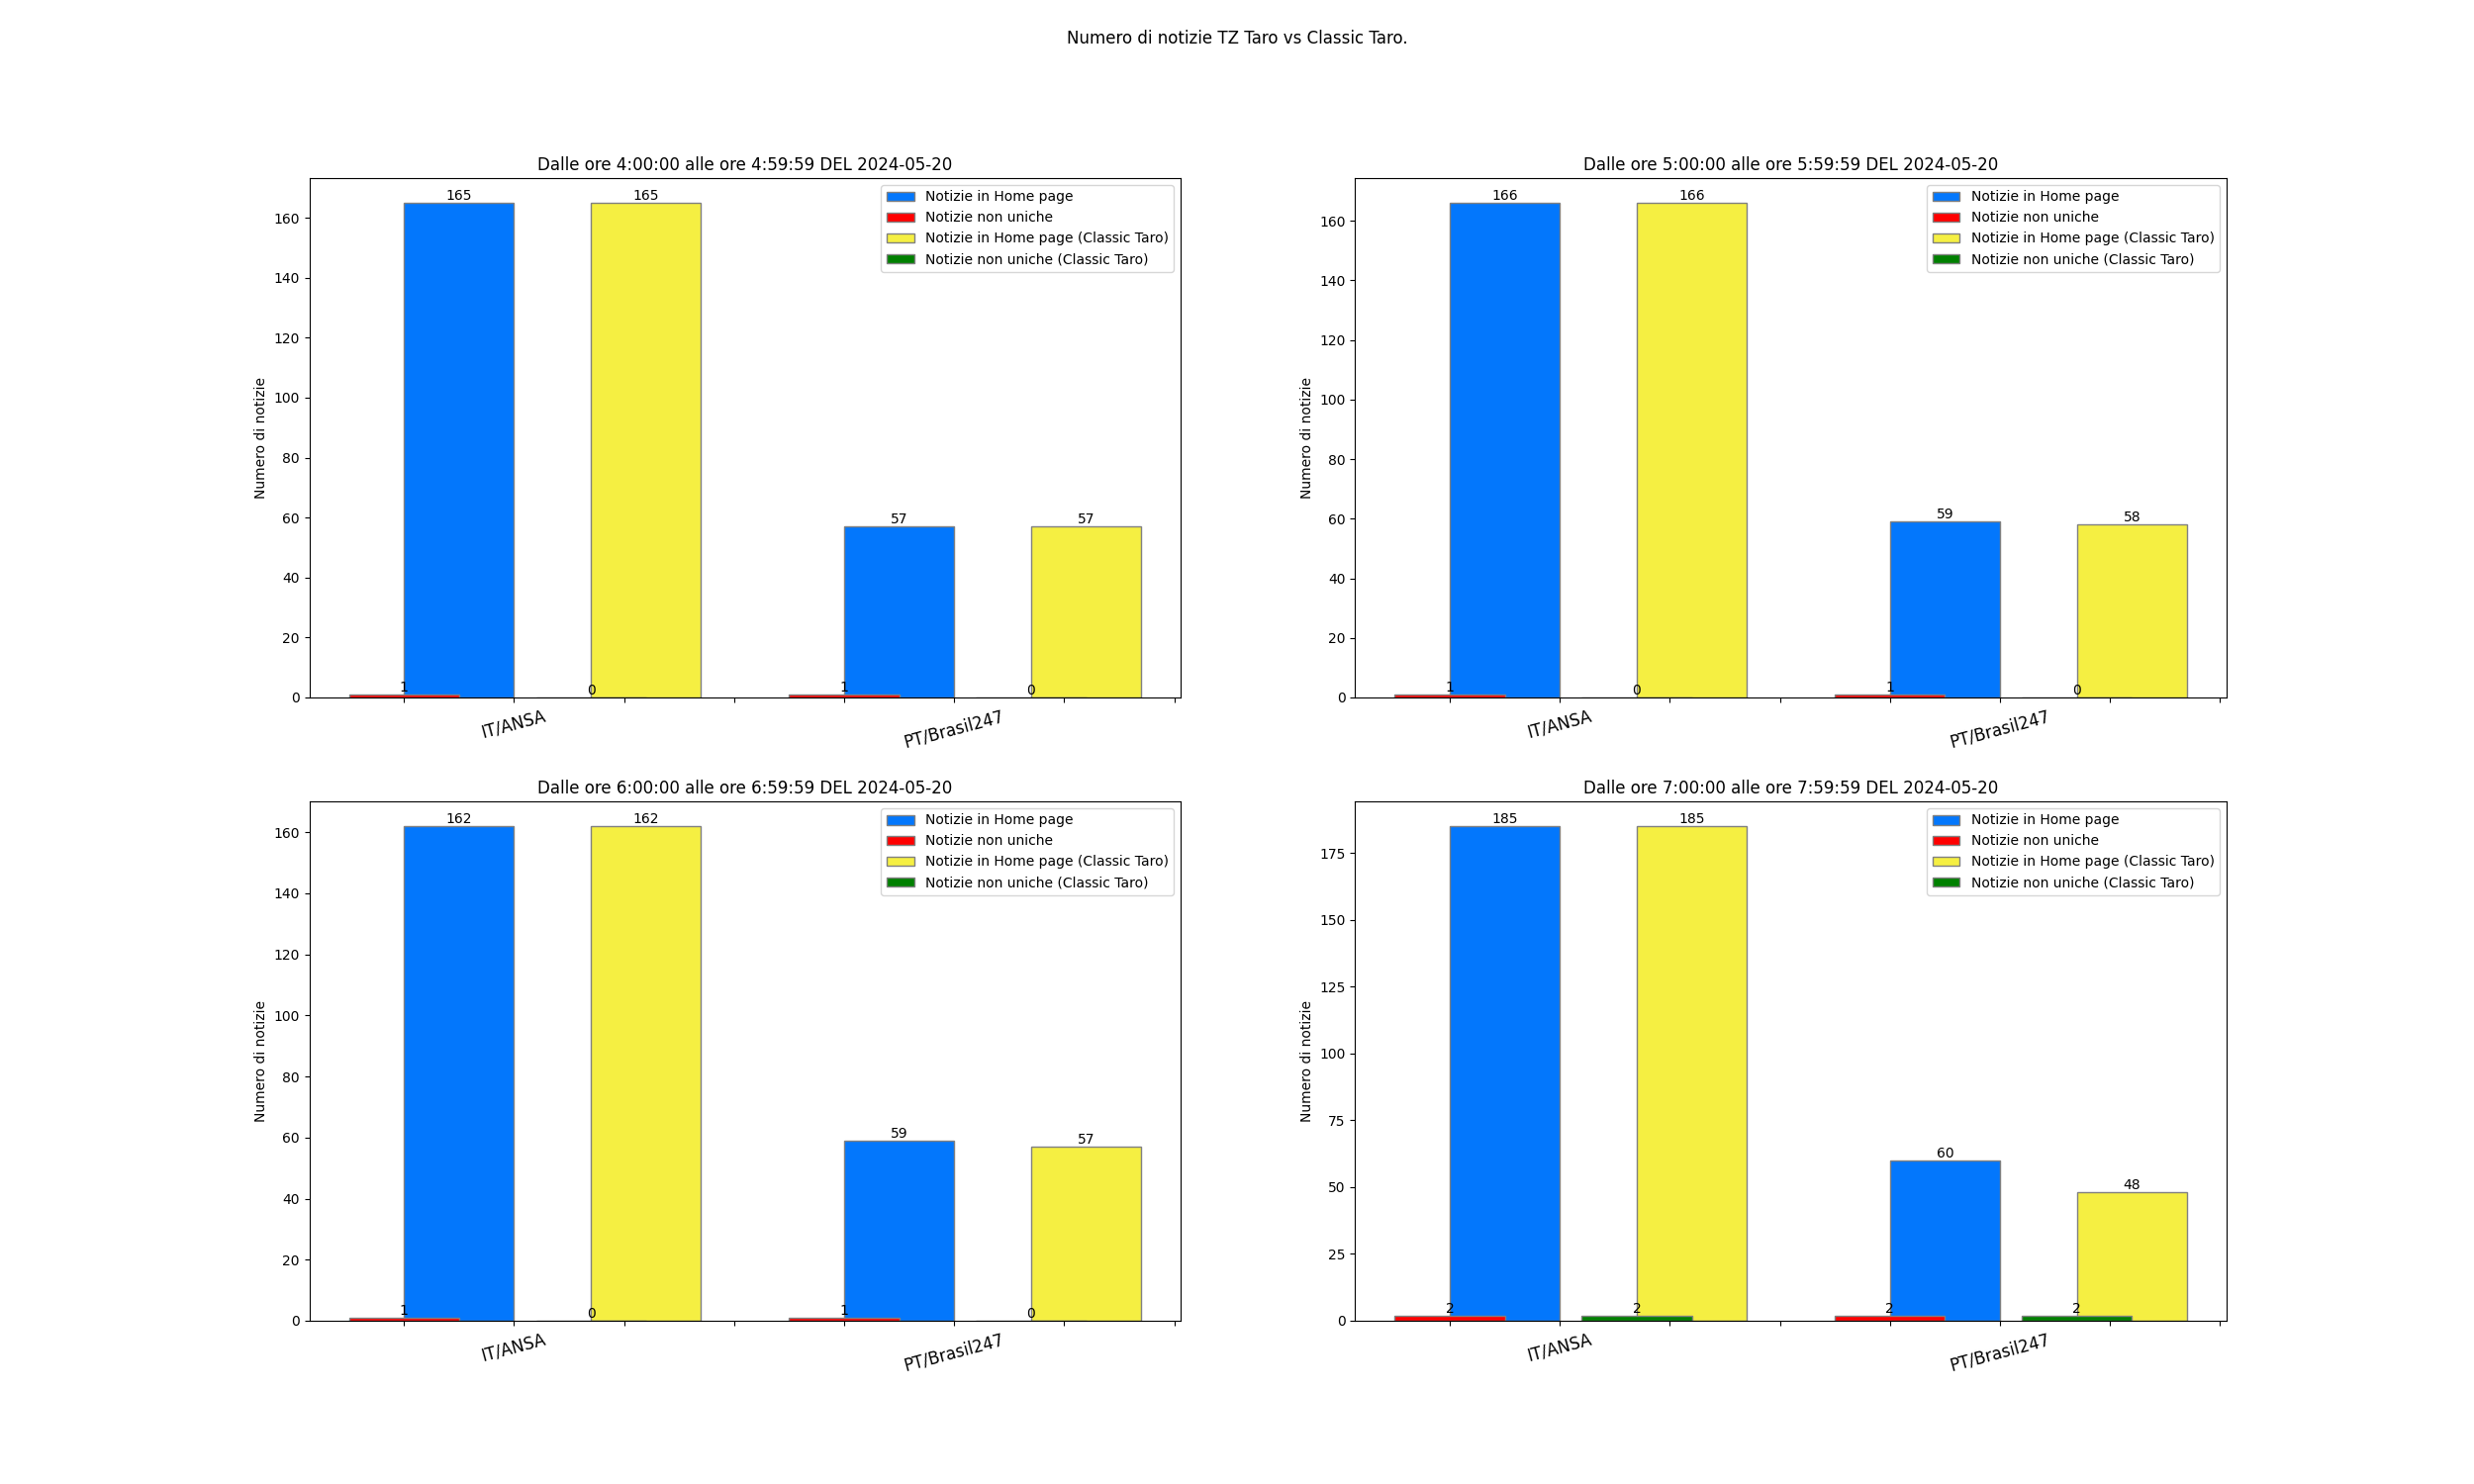 Numero di notizie TZ Taro vs Classic Taro.
Dalle ore 4:00:00 alle ore 4:59:59 DEL 2024-05-20
Numero di notizie
160
140
120
100
80
60
40
20
0
165
165
57
57
1
0
1
0
Notizie in Home page
Notizie non uniche
Notizie in Home page (Classic Taro)
Notizie non uniche (Classic Taro)
IT/ANSA
PT/Brasil247
Dalle ore 5:00:00 alle ore 5:59:59 DEL 2024-05-20
Numero di notizie
160
140
120
100
80
60
40
20
0
166
166
59
58
1
0
1
0
Notizie in Home page
Notizie non uniche
Notizie in Home page (Classic Taro)
Notizie non uniche (Classic Taro)
IT/ANSA
PT/Brasil247
Dalle ore 6:00:00 alle ore 6:59:59 DEL 2024-05-20
Numero di notizie
160
140
120
100
80
60
40
20
0
162
162
59
57
1
0
1
0
Notizie in Home page
Notizie non uniche
Notizie in Home page (Classic Taro)
Notizie non uniche (Classic Taro)
IT/ANSA
PT/Brasil247
Dalle ore 7:00:00 alle ore 7:59:59 DEL 2024-05-20
Numero di notizie
175
150
125
100
75
50
25
0
185
185
60
48
2
2
2
2
Notizie in Home page
Notizie non uniche
Notizie in Home page (Classic Taro)
Notizie non uniche (Classic Taro)
IT/ANSA
PT/Brasil247